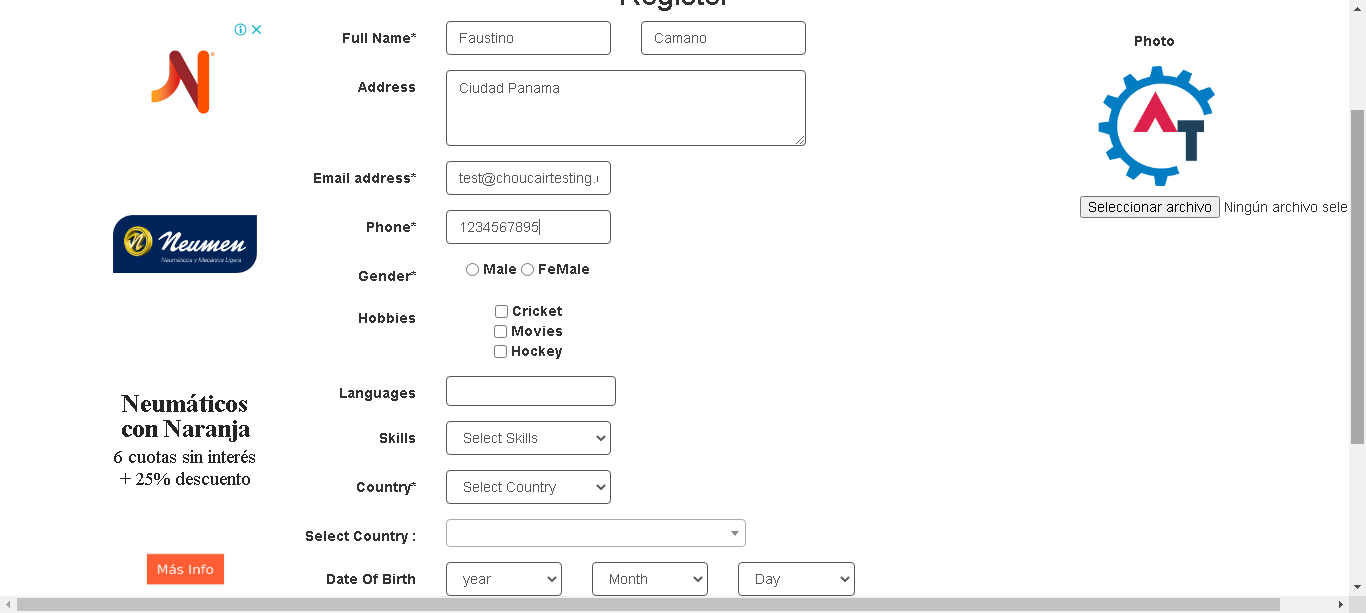 Register
Full Name*
Faustino
Camano
Photo
Address
Ciudad Panama
AT
Email address*
test@choucairtesting.
Seleccionar archivo
Ningún archivo sele
Phone*
1234567895
Neumen
Neumáticos y Mecánica Ligera
Gender*
Male
FeMale
Hobbies
Cricket
Movies
Hockey
Languages
Neumáticos
con Naranja
6 cuotas sin interés
+ 25% descuento
Skills
Select Skills
Country*
Select Country
Select Country :
Más Info
Date Of Birth
year
Month
Day